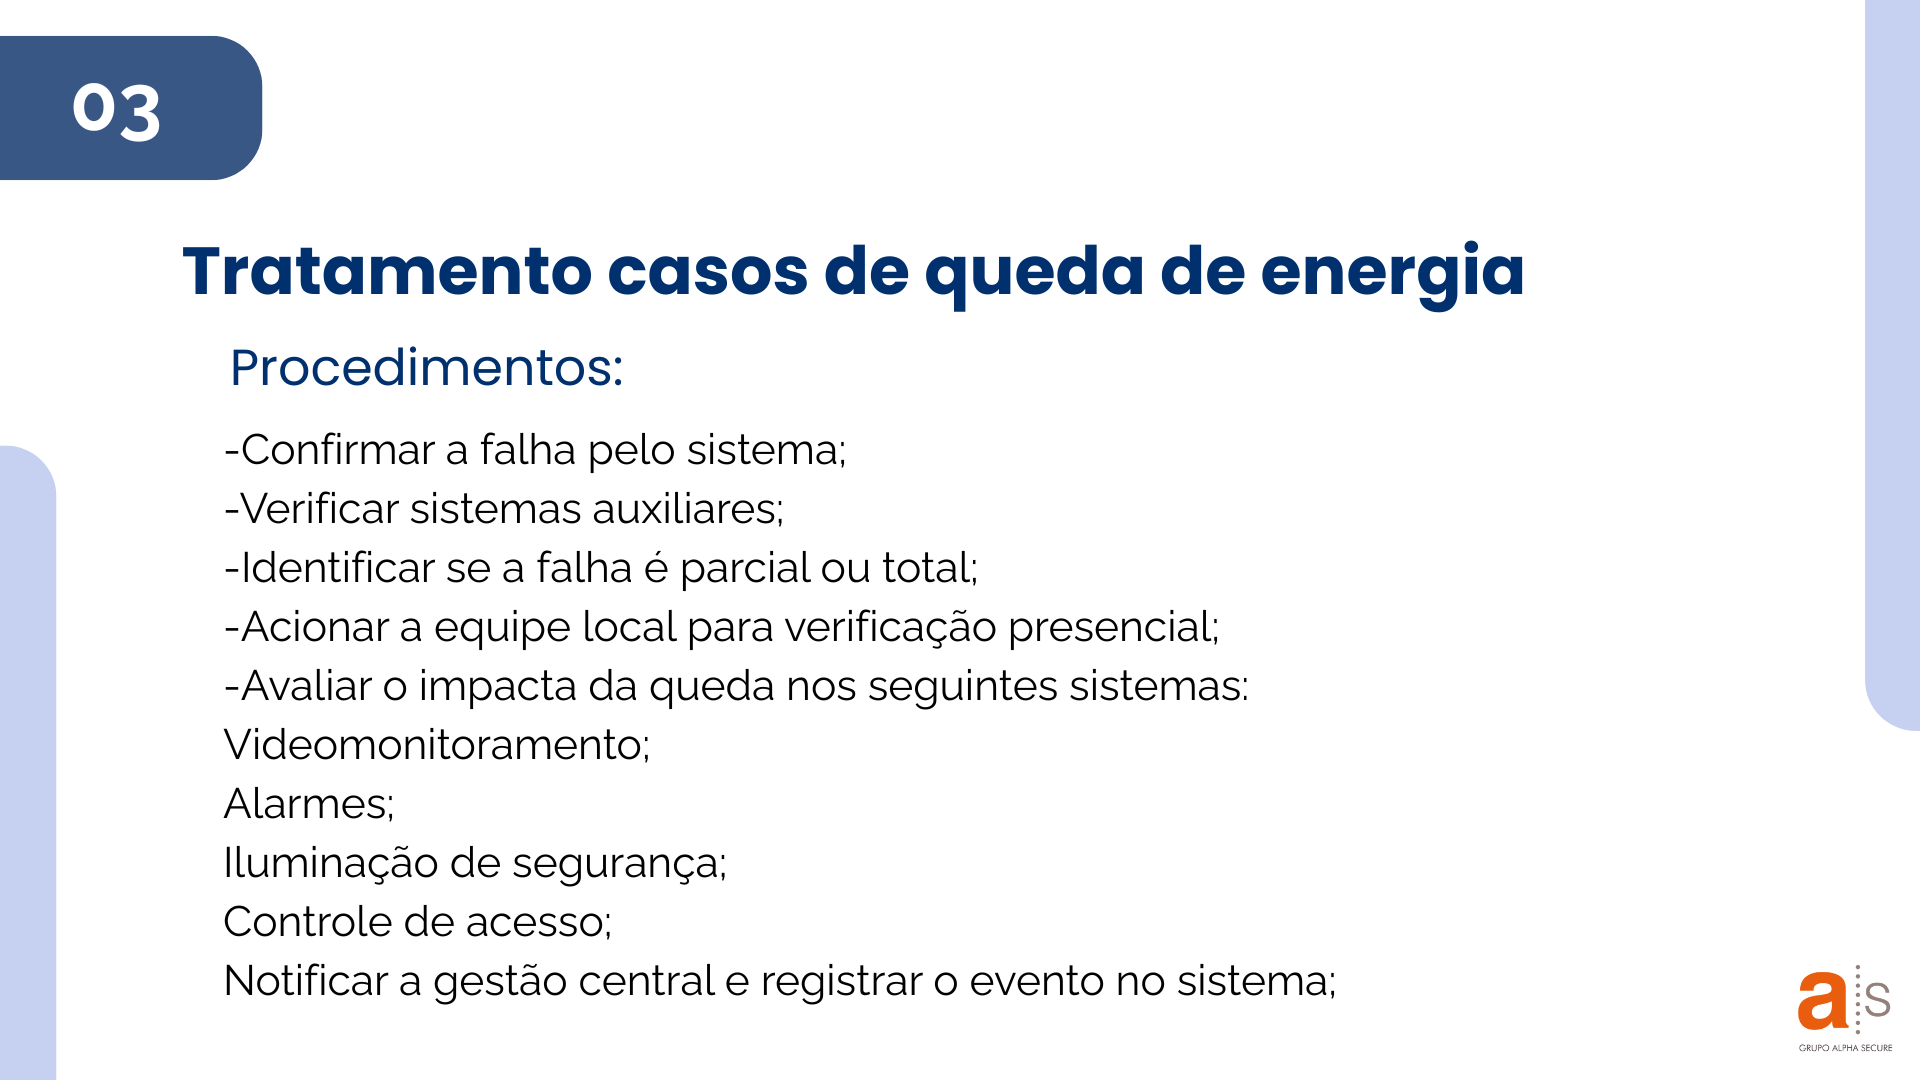 03
Tratamento casos de queda de energia
Procedimentos:
-Confirmar a falha pelo sistema;
-Verificar sistemas auxiliares;
-Identificar se a falha é parcial ou total;
-Acionar a equipe local para verificação presencial;
-Avaliar o impacta da queda nos seguintes sistemas:
Videomonitoramento;
Alarmes;
Iluminação de segurança;
Controle de acesso;
Notificar a gestão central e registrar o evento no sistema;
a s
GRUPO ALPHA SECURE